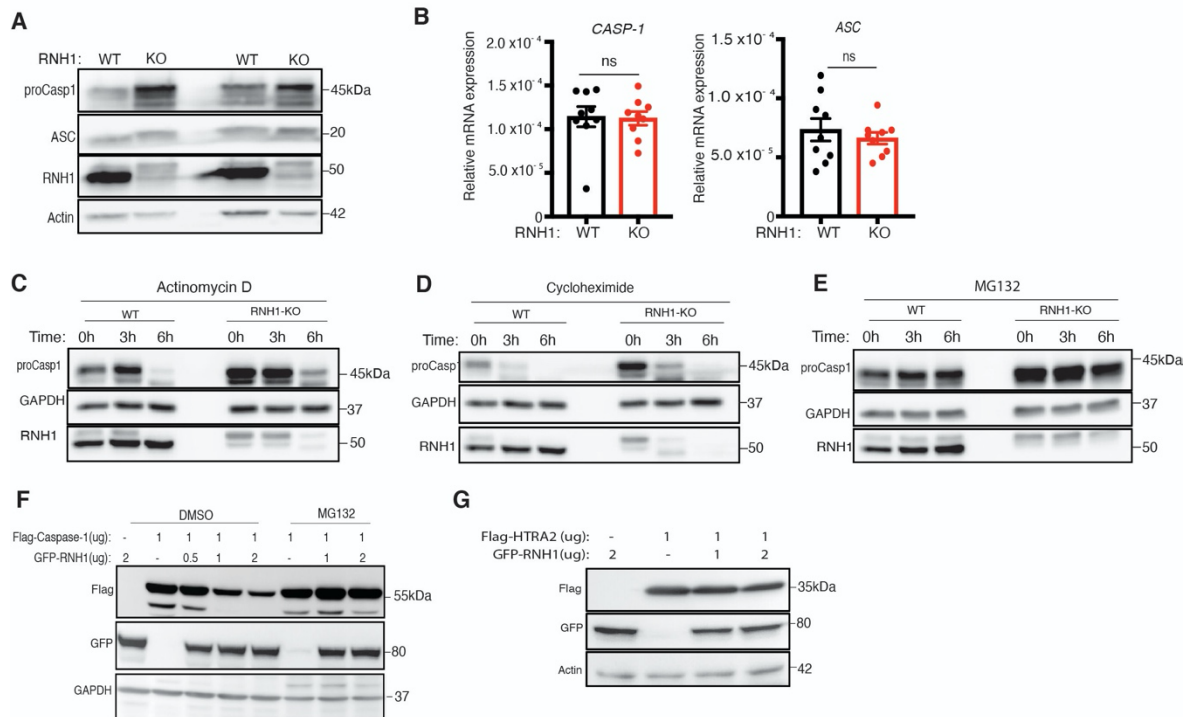 A
RNH1: WT KO WT KO
proCasp1 45kDa
ASC 20
RNH1 50
Actin 42
B
CASP-1
Relative mRNA expression
2.0 x10-4
1.5 x10-4
1.0 x10-4
5.0 x10-5
0
ns
RNH1: WT KO
ASC
Relative mRNA expression
1.5 x10-4
1.0 x10-4
5.0 x10-5
0
ns
RNH1: WT KO
C
Actinomycin D
WT RNH1-KO
Time: 0h 3h 6h 0h 3h 6h
proCasp1 45kDa
GAPDH 37
RNH1 50
D
Cycloheximide
WT RNH1-KO
Time: 0h 3h 6h 0h 3h 6h
proCasp 45kDa
GAPDH 37
RNH1 50
E
MG132
WT RNH1-KO
Time: 0h 3h 6h 0h 3h 6h
proCasp1 45kDa
GAPDH 37
RNH1 50
F
DMSO MG132
Flag-Caspase-1(ug): - 1 1 1 1 1 1 1
GFP-RNH1(ug): 2 - 0.5 1 2 - 1 2
Flag 55kDa
GFP 80
GAPDH 37
G
Flag-HTRA2 (ug): - 1 1 1
GFP-RNH1(ug): 2 - 1 2
Flag 35kDa
GFP 80
Actin 42